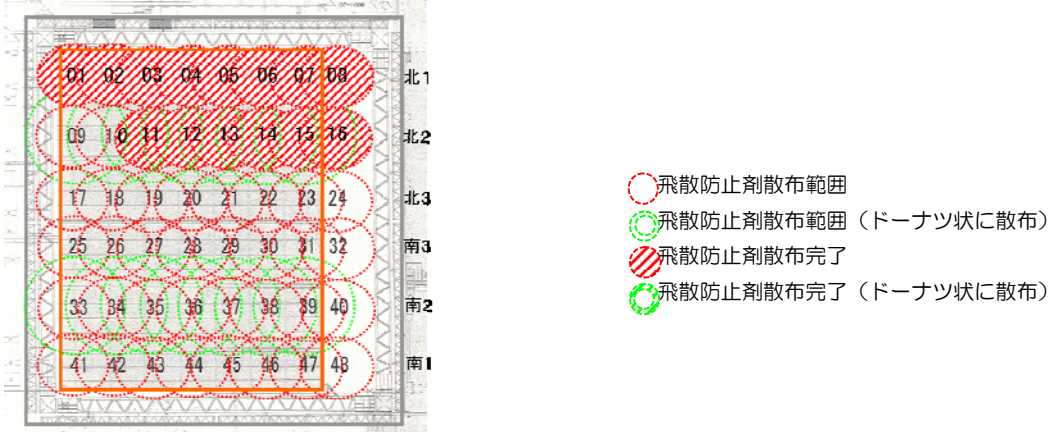 01 02 03 04 05 06 07 08 北1
09 10 11 12 13 14 15 16 北2
17 18 19 20 21 22 23 24 北3
25 26 27 28 29 30 31 32 南3
33 34 35 36 37 38 39 40 南2
41 42 43 44 45 46 47 48 南1
飛散防止剤散布範囲
飛散防止剤散布範囲（ドーナツ状に散布）
飛散防止剤散布完了
飛散防止剤散布完了（ドーナツ状に散布）